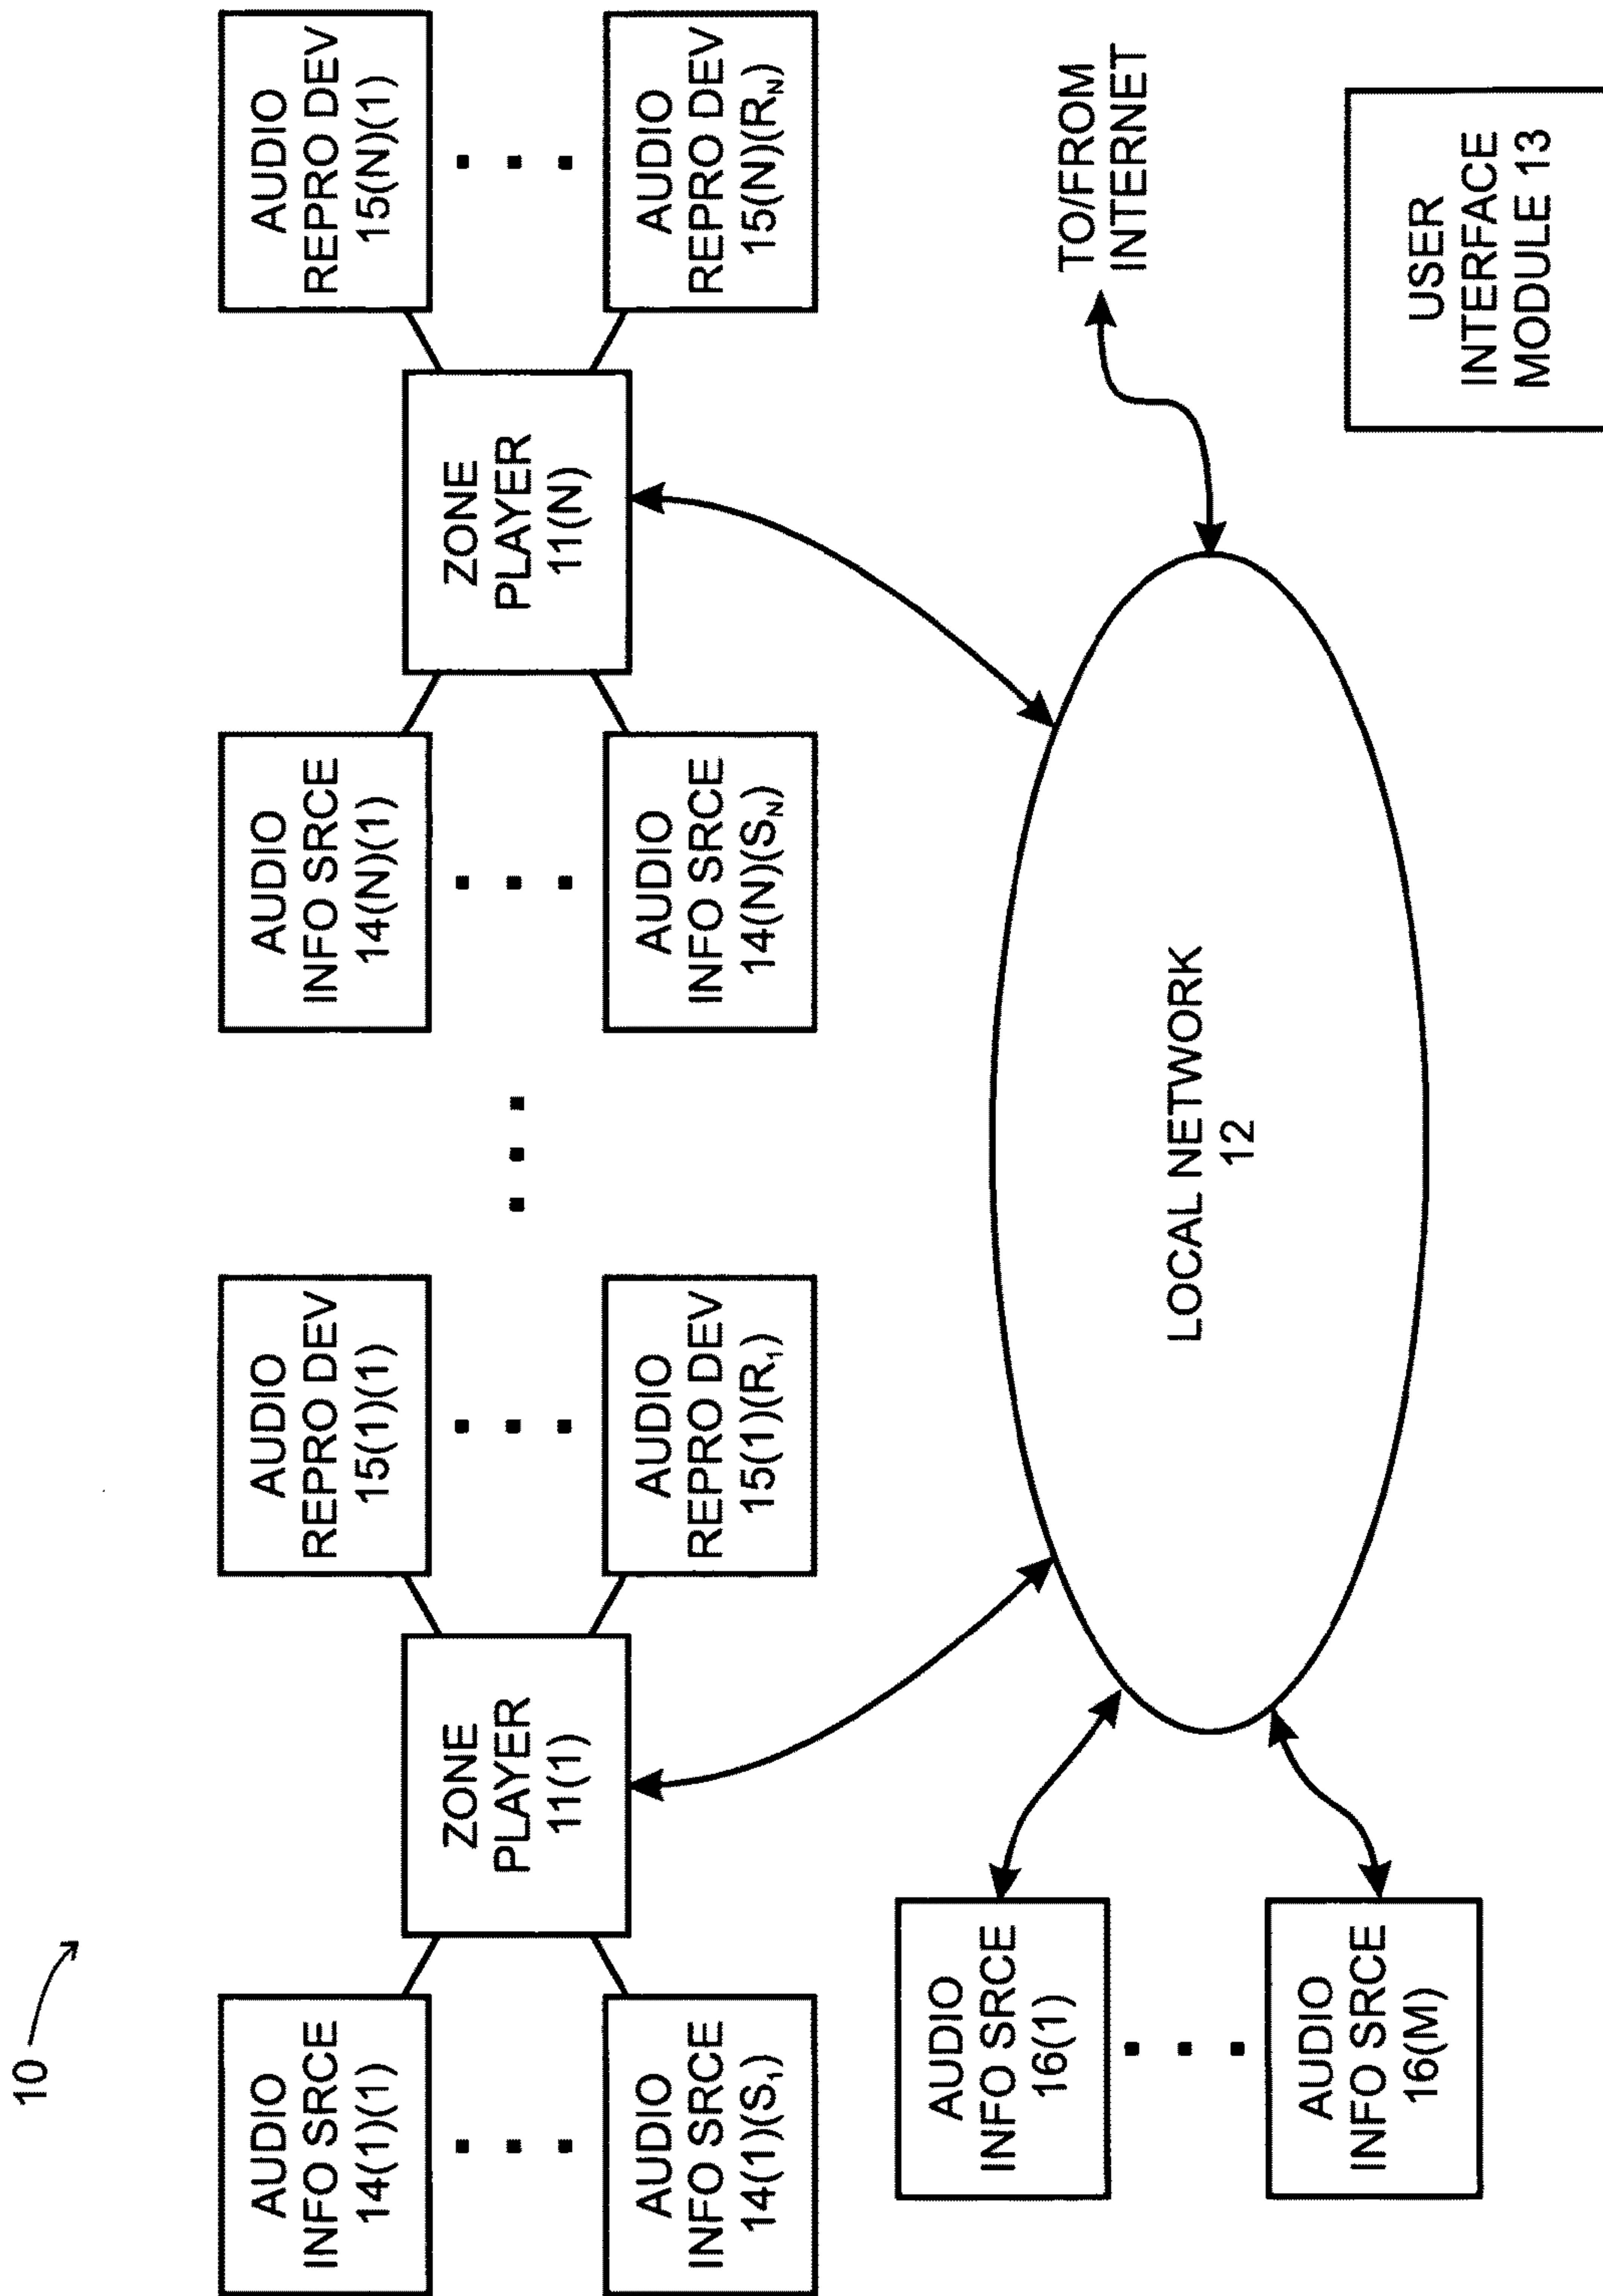 10
AUDIO
INFO SRCE
14(1)(1)
AUDIO
INFO SRCE
14(1)(S₁)
ZONE
PLAYER
11(1)
AUDIO
REPRO DEV
15(1)(1)
AUDIO
REPRO DEV
15(1)(R₁)
AUDIO
INFO SRCE
14(N)(1)
AUDIO
INFO SRCE
14(N)(S_N)
ZONE
PLAYER
11(N)
AUDIO
REPRO DEV
15(N)(1)
AUDIO
REPRO DEV
15(N)(R_N)
AUDIO
INFO SRCE
16(1)
AUDIO
INFO SRCE
16(M)
LOCAL NETWORK
12
TO/FROM
INTERNET
USER
INTERFACE
MODULE 13